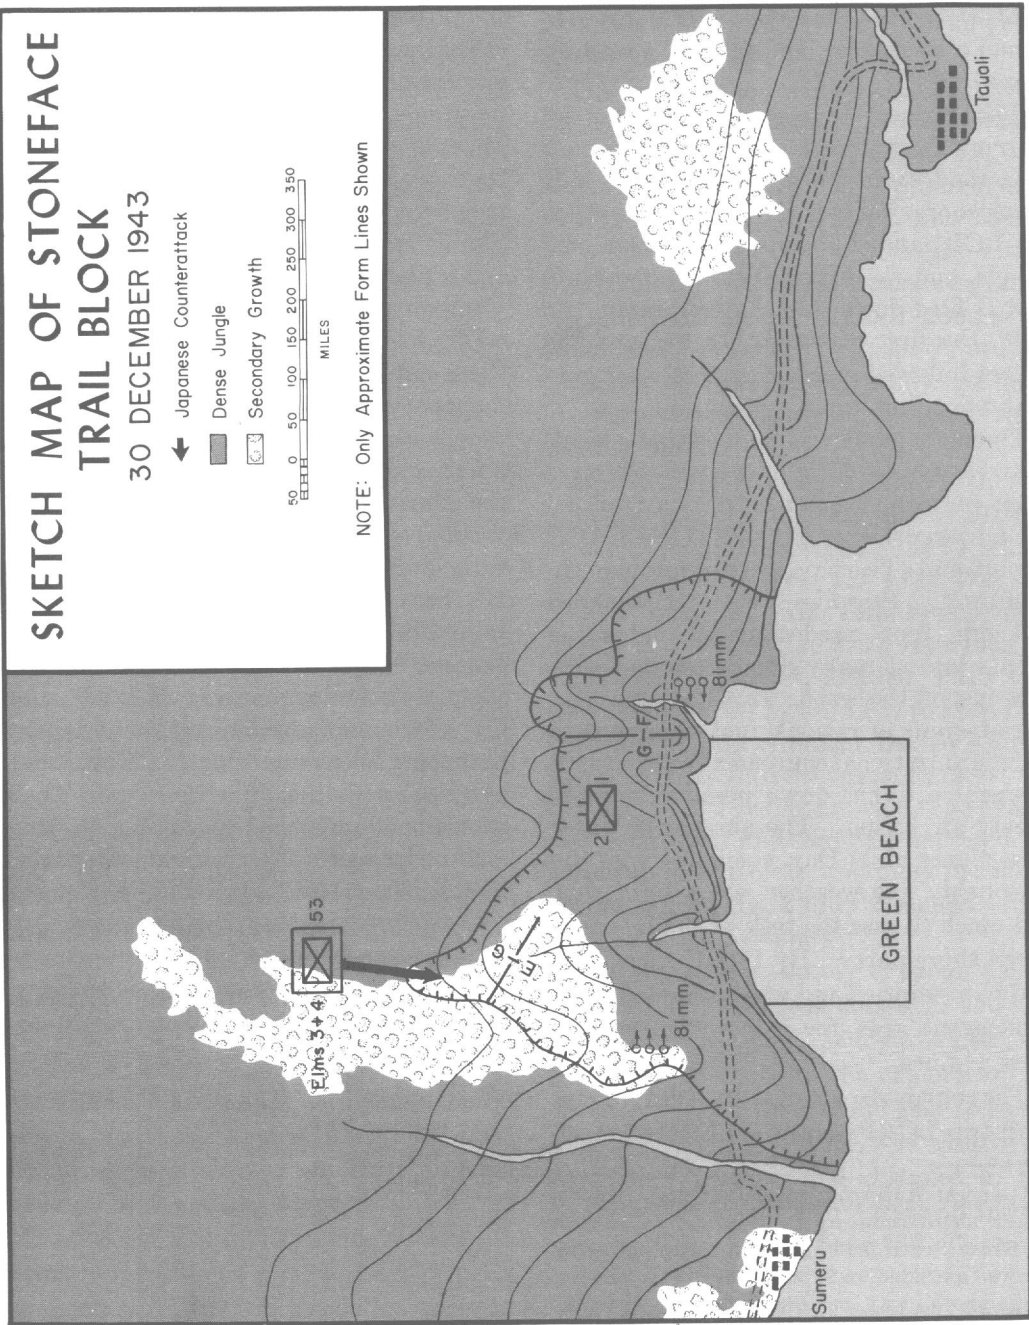 SKETCH MAP OF STONEFACE
TRAIL BLOCK
30 DECEMBER 1943
Japanese Counterattack
Dense Jungle
Secondary Growth
50 0 50 100 150 200 250 300 350
MILES
NOTE: Only Approximate Form Lines Shown
53
Elms 3+4
G
E
81mm
2 1
G-F
81mm
GREEN BEACH
Sumeru
Tauali